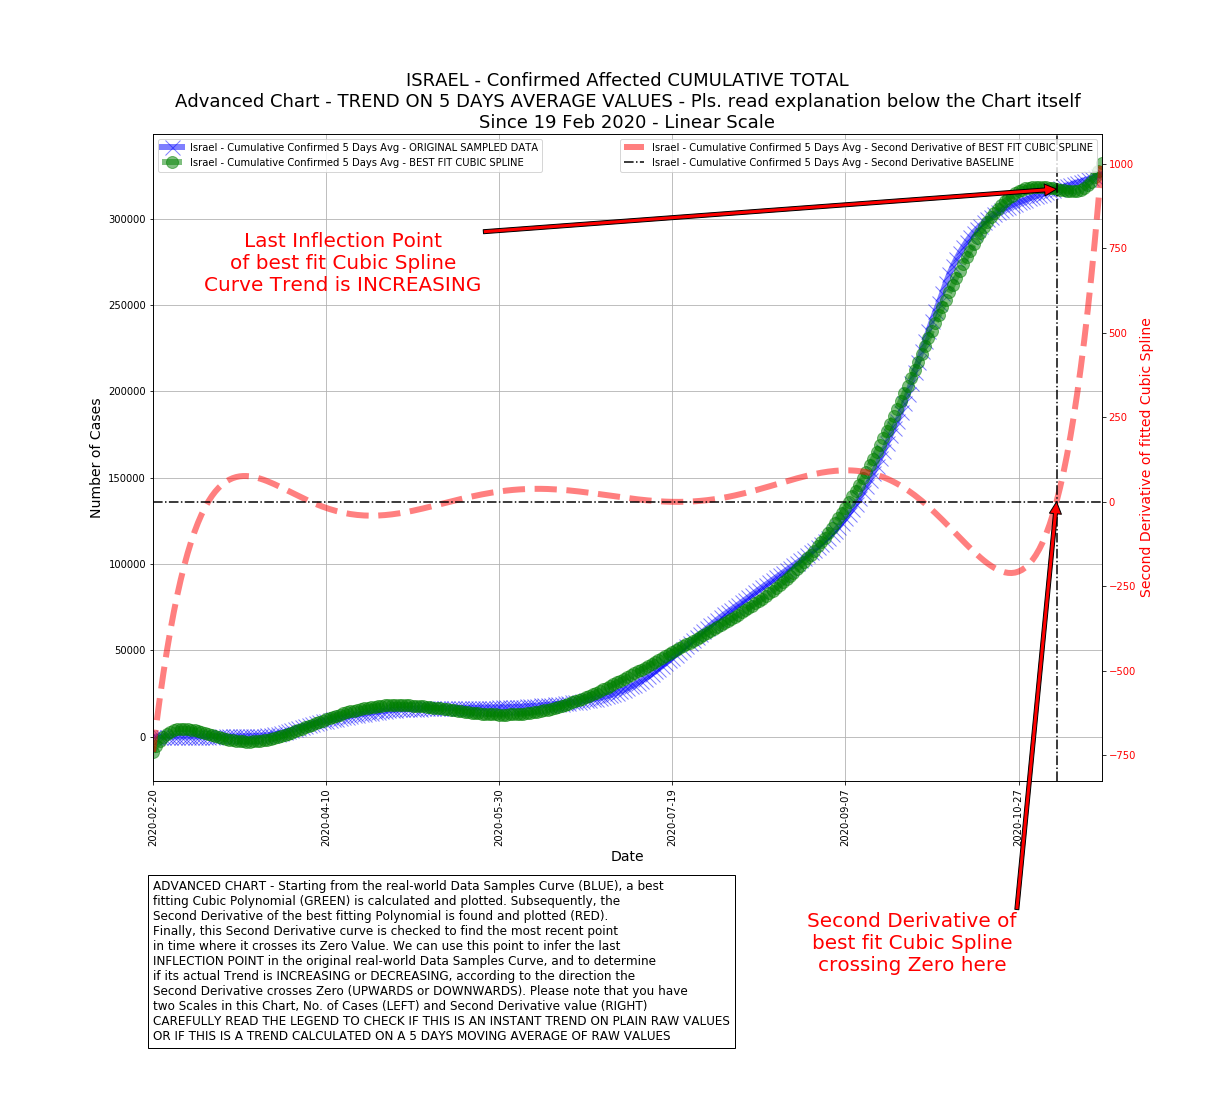 ISRAEL - Confirmed Affected CUMULATIVE TOTAL
Advanced Chart - TREND ON 5 DAYS AVERAGE VALUES - Pls. read explanation below the Chart itself
Since 19 Feb 2020 - Linear Scale
Israel - Cumulative Confirmed 5 Days Avg - ORIGINAL SAMPLED DATA
Israel - Cumulative Confirmed 5 Days Avg - BEST FIT CUBIC SPLINE
Israel - Cumulative Confirmed 5 Days Avg - Second Derivative of BEST FIT CUBIC SPLINE
Israel - Cumulative Confirmed 5 Days Avg - Second Derivative BASELINE
Last Inflection Point
of best fit Cubic Spline
Curve Trend is INCREASING
Number of Cases
300000
250000
200000
150000
100000
50000
0
1000
750
500
250
0
−250
−500
−750
Second Derivative of fitted Cubic Spline
2020-02-20
2020-04-10
2020-05-30
2020-07-19
2020-09-07
2020-10-27
Date
ADVANCED CHART - Starting from the real-world Data Samples Curve (BLUE), a best
fitting Cubic Polynomial (GREEN) is calculated and plotted. Subsequently, the
Second Derivative of the best fitting Polynomial is found and plotted (RED).
Finally, this Second Derivative curve is checked to find the most recent point
in time where it crosses its Zero Value. We can use this point to infer the last
INFLECTION POINT in the original real-world Data Samples Curve, and to determine
if its actual Trend is INCREASING or DECREASING, according to the direction the
Second Derivative crosses Zero (UPWARDS or DOWNWARDS). Please note that you have
two Scales in this Chart, No. of Cases (LEFT) and Second Derivative value (RIGHT)
CAREFULLY READ THE LEGEND TO CHECK IF THIS IS AN INSTANT TREND ON PLAIN RAW VALUES
OR IF THIS IS A TREND CALCULATED ON A 5 DAYS MOVING AVERAGE OF RAW VALUES
Second Derivative of
best fit Cubic Spline
crossing Zero here